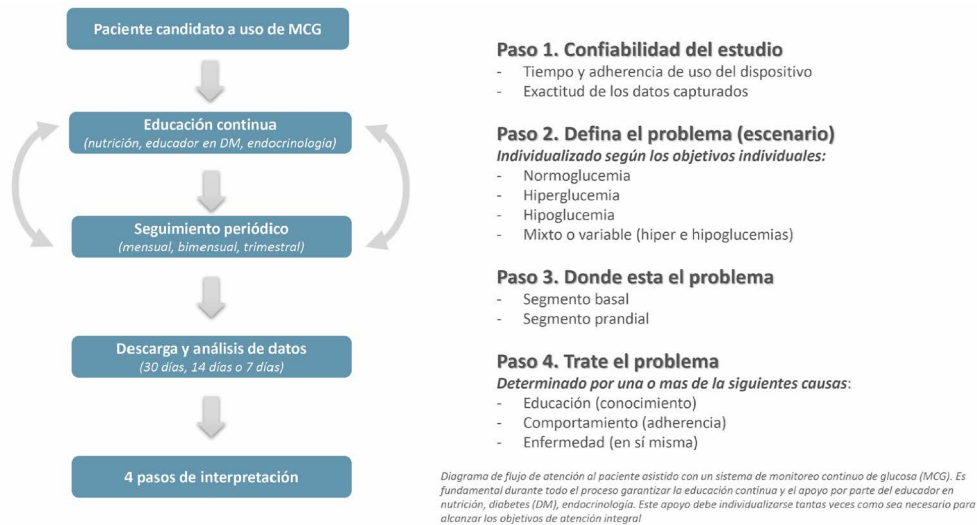 Paciente candidato a uso de MCG
Educación continua
(nutrición, educador en DM, endocrinología)
Seguimiento periódico
(mensual, bimensual, trimestral)
Descarga y análisis de datos
(30 días, 14 días o 7 días)
4 pasos de interpretación
Paso 1. Confiabilidad del estudio
- Tiempo y adherencia de uso del dispositivo
- Exactitud de los datos capturados
Paso 2. Defina el problema (escenario)
Individualizado según los objetivos individuales:
- Normoglucemia
- Hiperglucemia
- Hipoglucemia
- Mixto o variable (hiper e hipoglucemias)
Paso 3. Donde esta el problema
- Segmento basal
- Segmento prandial
Paso 4. Trate el problema
Determinado por una o mas de la siguientes causas:
- Educación (conocimiento)
- Comportamiento (adherencia)
- Enfermedad (en sí misma)
Diagrama de flujo de atención al paciente asistido con un sistema de monitoreo continuo de glucosa (MCG). Es
fundamental durante todo el proceso garantizar la educación continua y el apoyo por parte del educador en
nutrición, diabetes (DM), endocrinología. Este apoyo debe individualizarse tantas veces como sea necesario para
alcanzar los objetivos de atención integral